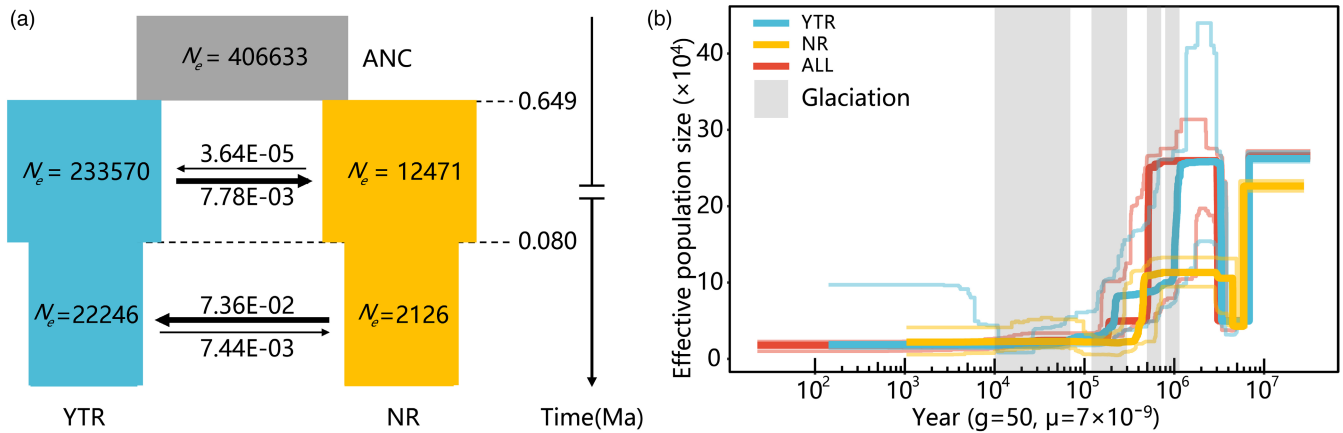 (a)
𝒩ₑ = 406633
ANC
0.649
3.64E-05
𝒩ₑ = 233570
𝒩ₑ = 12471
7.78E-03
0.080
7.36E-02
𝒩ₑ=22246
𝒩ₑ=2126
7.44E-03
YTR
NR
Time(Ma)
(b)
YTR
NR
ALL
Glaciation
Effective population size (×10⁴)
40
30
20
10
0
10² 10³ 10⁴ 10⁵ 10⁶ 10⁷
Year (g=50, μ=7×10⁻⁹)